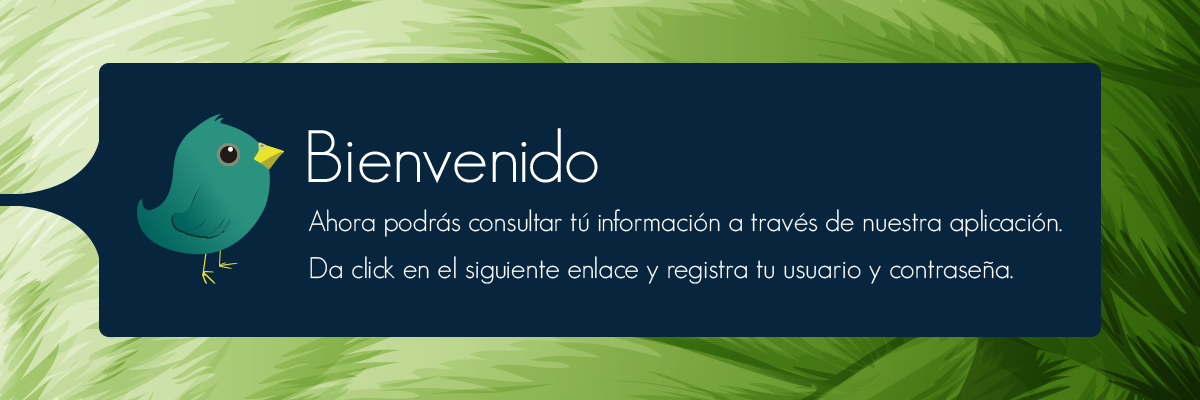 Bienvenido
Ahora podrás consultar tú información a través de nuestra aplicación.
Da click en el siguiente enlace y registra tu usuario y contraseña.